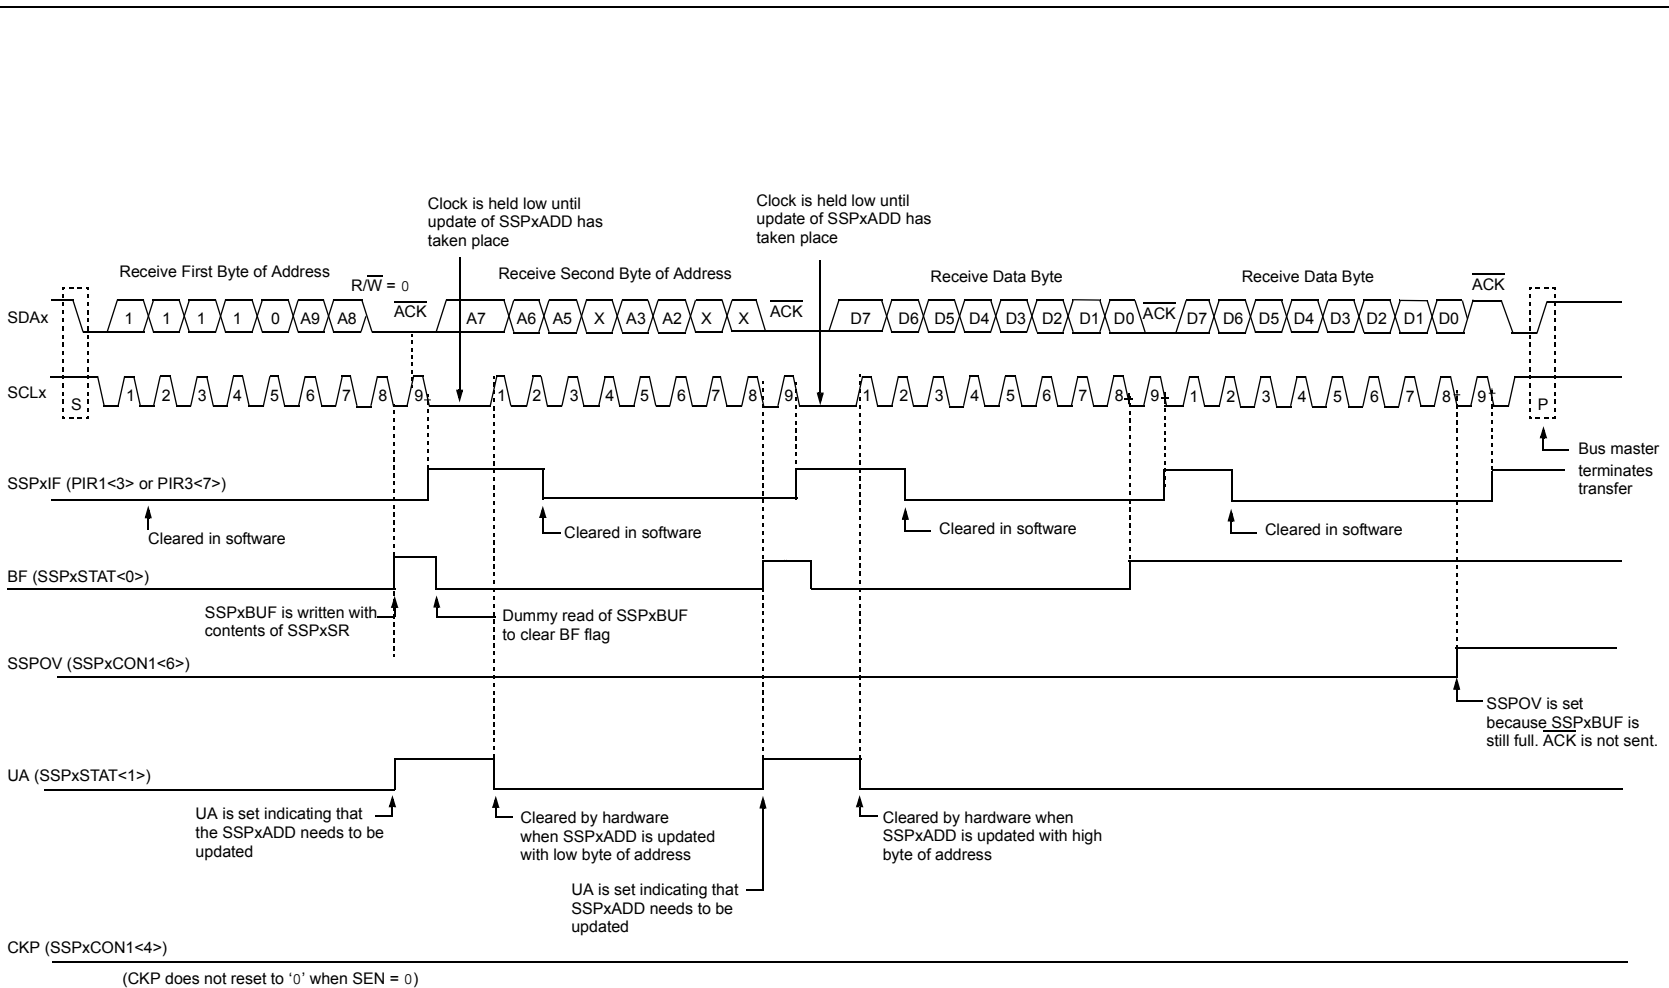 Clock is held low until
update of SSPxADD has
taken place
Clock is held low until
update of SSPxADD has
taken place
Receive First Byte of Address
R/W = 0
ACK
Receive Second Byte of Address
ACK
Receive Data Byte
ACK
Receive Data Byte
ACK
SDAx
1 1 1 1 0 A9 A8
A7 A6 A5 X A3 A2 X X
D7 D6 D5 D4 D3 D2 D1 D0
D7 D6 D5 D4 D3 D2 D1 D0
SCLx
S
1 2 3 4 5 6 7 8 9
1 2 3 4 5 6 7 8 9
1 2 3 4 5 6 7 8 9
1 2 3 4 5 6 7 8 9
P
Bus master
terminates
transfer
SSPxIF (PIR1<3> or PIR3<7>)
Cleared in software
Cleared in software
Cleared in software
Cleared in software
BF (SSPxSTAT<0>)
SSPxBUF is written with
contents of SSPxSR
Dummy read of SSPxBUF
to clear BF flag
SSPOV (SSPxCON1<6>)
SSPOV is set
because SSPxBUF is
still full. ACK is not sent.
UA (SSPxSTAT<1>)
UA is set indicating that
the SSPxADD needs to be
updated
Cleared by hardware
when SSPxADD is updated
with low byte of address
UA is set indicating that
SSPxADD needs to be
updated
Cleared by hardware when
SSPxADD is updated with high
byte of address
CKP (SSPxCON1<4>)
(CKP does not reset to ‘0’ when SEN = 0)